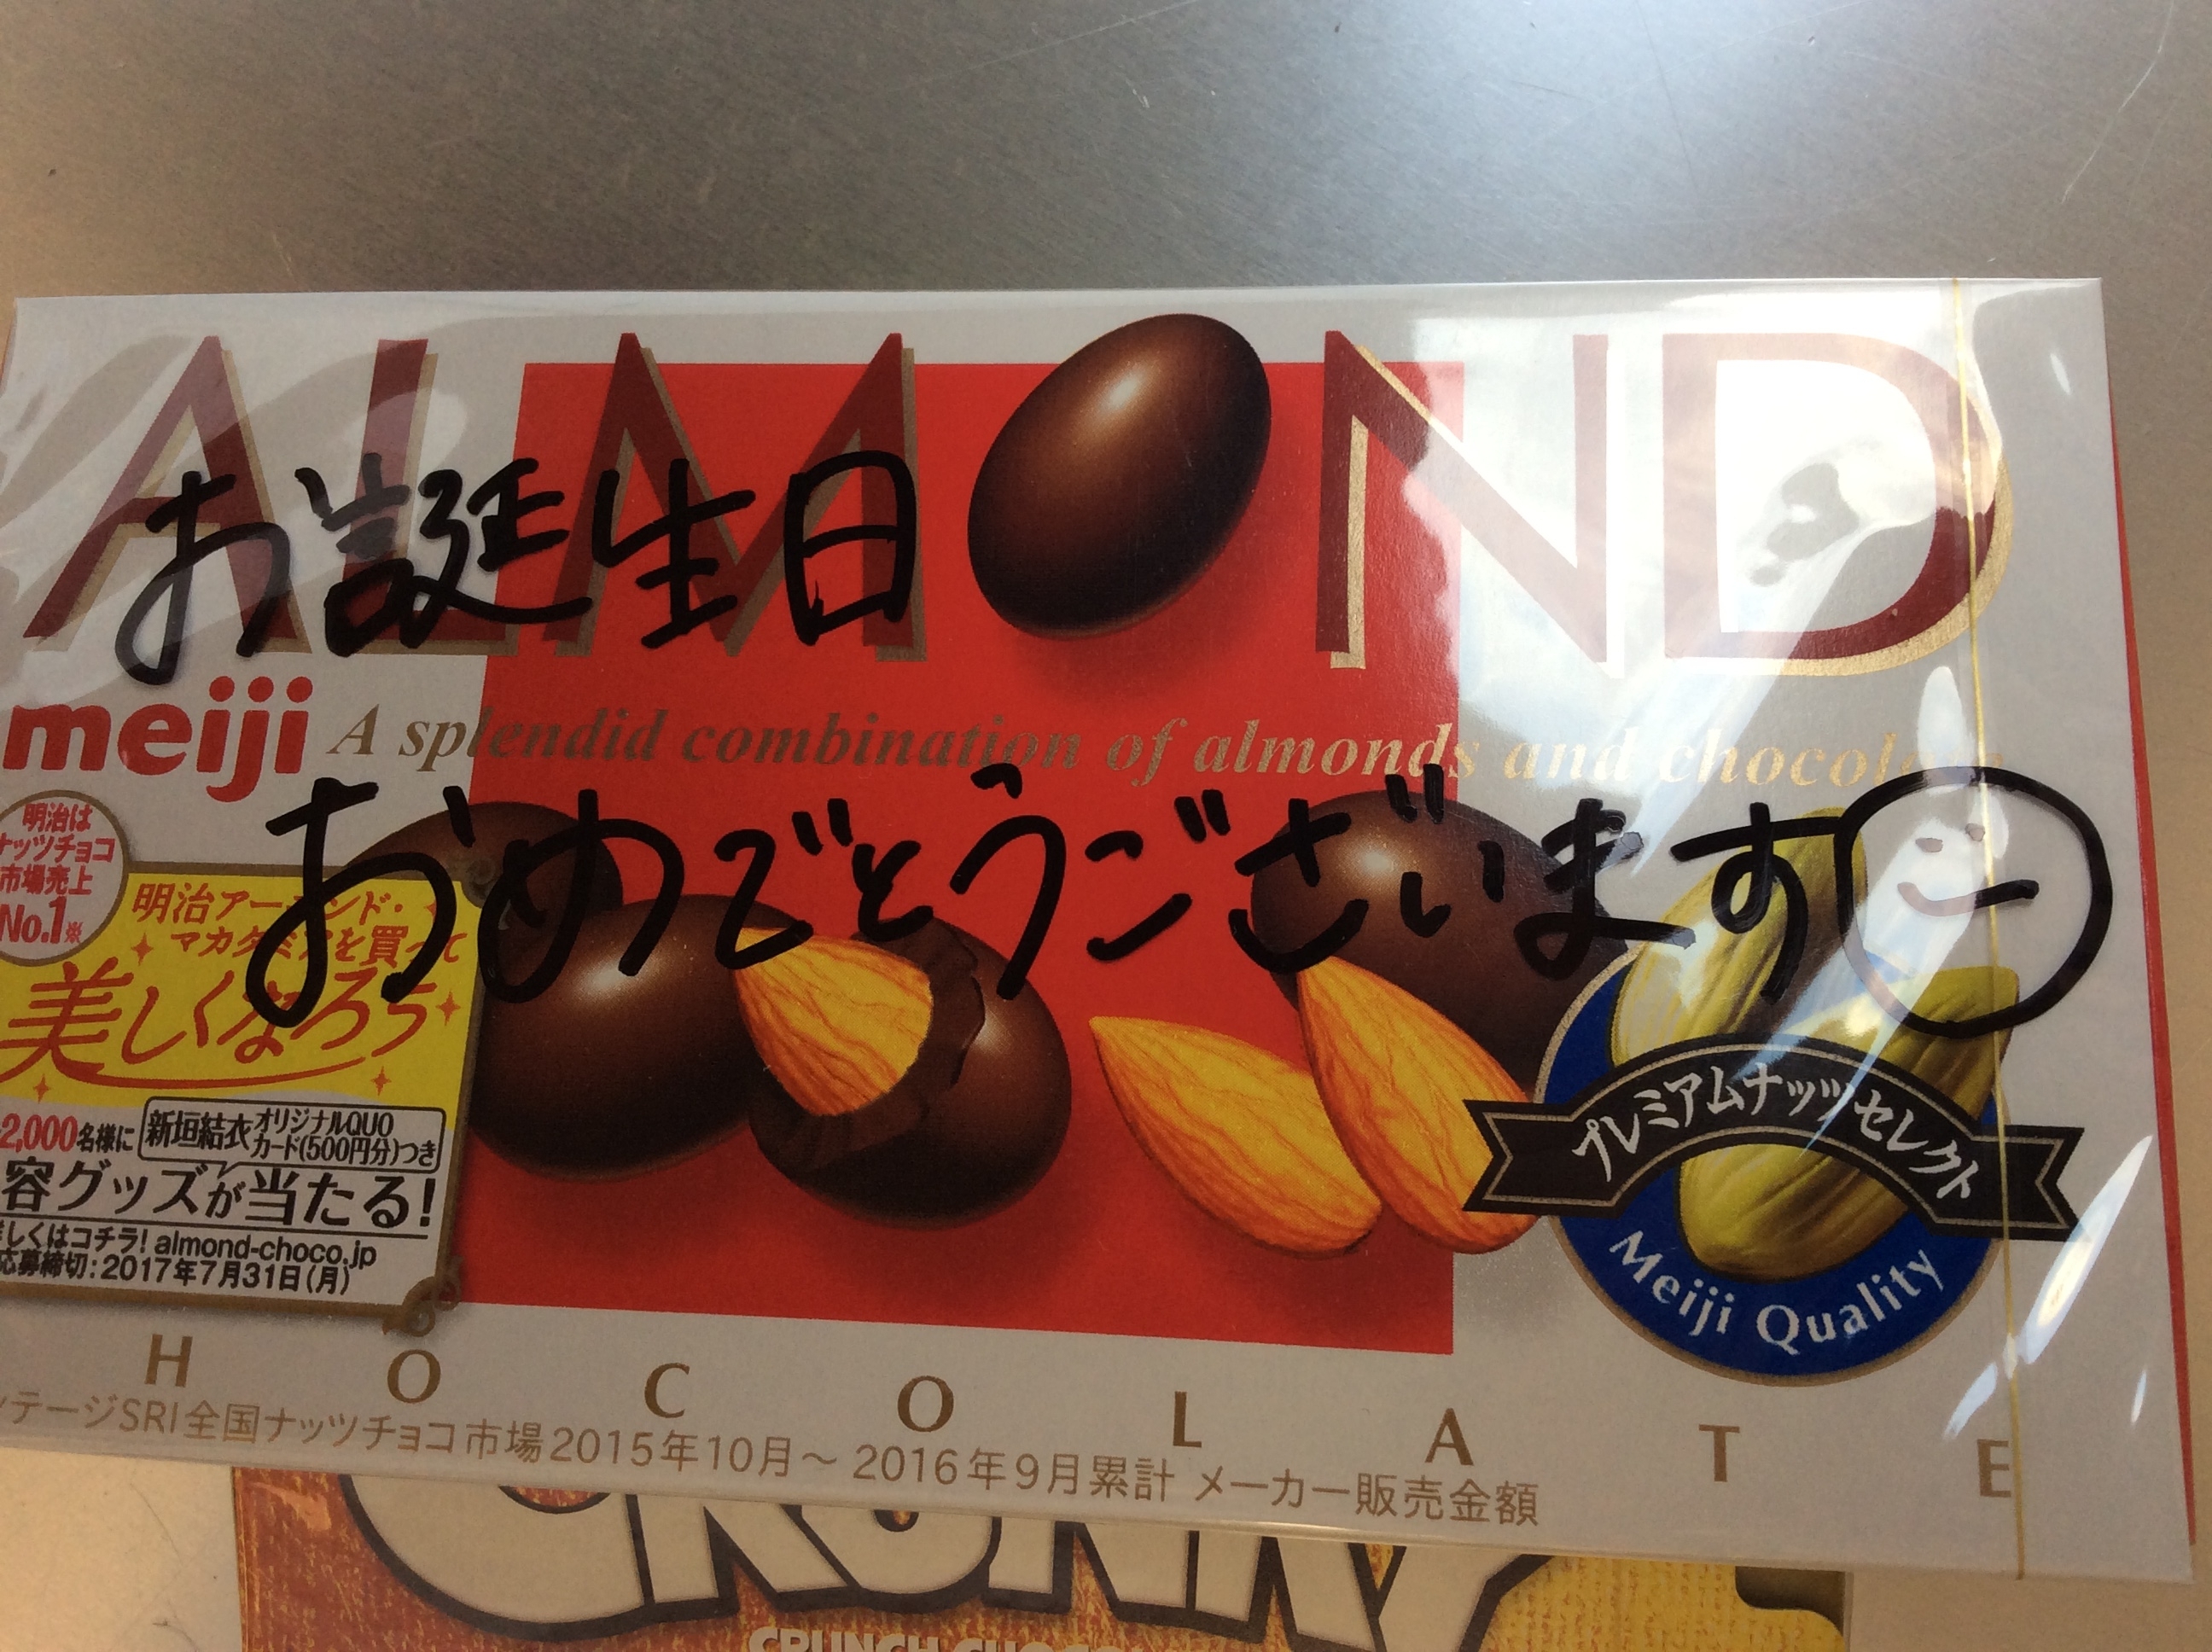 ALMOND
お誕生日
meiji A splendid combination of almonds and chocolate
おめでとうございます
明治は
ナッツチョコ
市場売上
No.1※
明治アーモンド・
マカダミアを買って
美しくなろう
2,000名様に
新垣結衣オリジナルQUO
カード(500円分)つき
容グッズが当たる!
しくはコチラ! almond-choco.jp
応募締切:2017年7月31日(月)
プレミアムナッツセレクト
Meiji Quality
HOCOLATE
テージSRI全国ナッツチョコ市場2015年10月～2016年9月累計 メーカー販売金額
CRUNKY
CRUNCH CHOCO